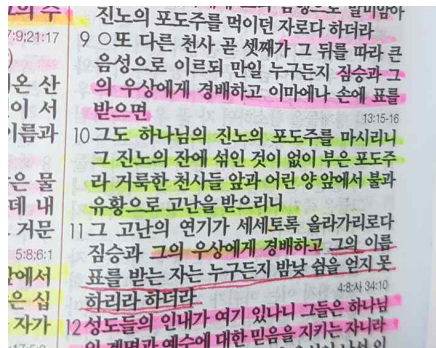 진노의 포도주를 먹이던 자로다 하더라
9 ○또 다른 천사 곧 셋째가 그 뒤를 따라 큰
음성으로 이르되 만일 누구든지 짐승과 그
의 우상에게 경배하고 이마에나 손에 표를
받으면
13:15-16
10 그도 하나님의 진노의 포도주를 마시리니
그 진노의 잔에 섞인 것이 없이 부은 포도주
라 거룩한 천사들 앞과 어린 양 앞에서 불과
유황으로 고난을 받으리니
11 그 고난의 연기가 세세토록 올라가리로다
짐승과 그의 우상에게 경배하고 그의 이름
표를 받는 자는 누구든지 밤낮 쉼을 얻지 못
하리라 하더라
4:8;사 34:10
12 성도들의 인내가 여기 있나니 그들은 하나님
의 계명과 예수에 대한 믿음을 지키는 자니라
의 주
7:9;21:17
온 산
이 서
이름과
은 물
데 내
거문
5:8;6:1
앞에서
은 십
자가